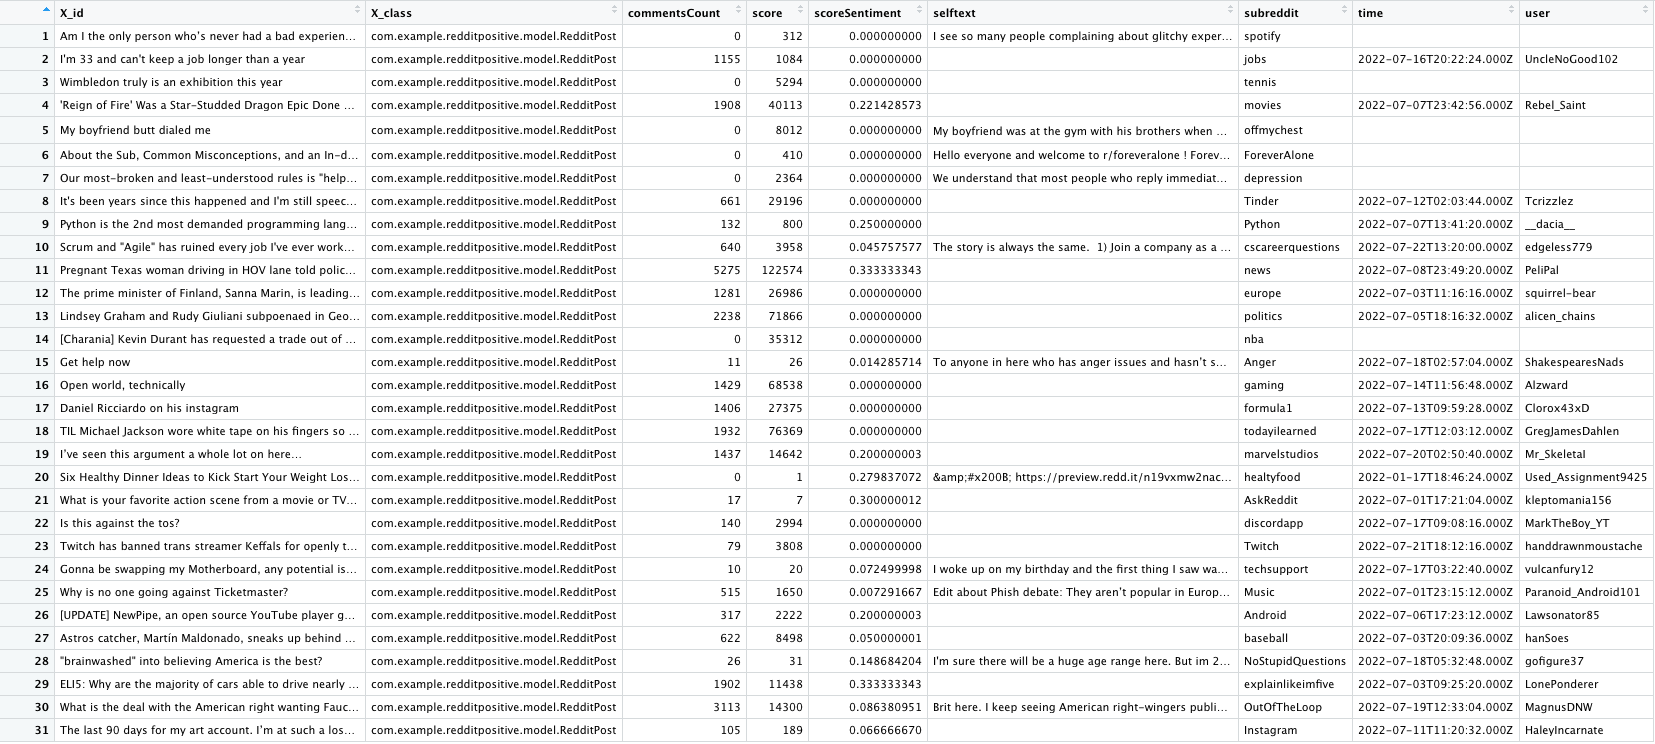 X_id X_class commentsCount score scoreSentiment selftext subreddit time user
1 Am I the only person who's never had a bad experien... com.example.redditpositive.model.RedditPost 0 312 0.000000000 I see so many people complaining about glitchy exper... spotify
2 I'm 33 and can't keep a job longer than a year com.example.redditpositive.model.RedditPost 1155 1084 0.000000000 jobs 2022-07-16T20:22:24.000Z UncleNoGood102
3 Wimbledon truly is an exhibition this year com.example.redditpositive.model.RedditPost 0 5294 0.000000000 tennis
4 'Reign of Fire' Was a Star-Studded Dragon Epic Done ... com.example.redditpositive.model.RedditPost 1908 40113 0.221428573 movies 2022-07-07T23:42:56.000Z Rebel_Saint
5 My boyfriend butt dialed me com.example.redditpositive.model.RedditPost 0 8012 0.000000000 My boyfriend was at the gym with his brothers when ... offmychest
6 About the Sub, Common Misconceptions, and an In-d... com.example.redditpositive.model.RedditPost 0 410 0.000000000 Hello everyone and welcome to r/foreveralone ! Forev... ForeverAlone
7 Our most-broken and least-understood rules is "help... com.example.redditpositive.model.RedditPost 0 2364 0.000000000 We understand that most people who reply immediat... depression
8 It's been years since this happened and I'm still speec... com.example.redditpositive.model.RedditPost 661 29196 0.000000000 Tinder 2022-07-12T02:03:44.000Z Tcrizzlez
9 Python is the 2nd most demanded programming lang... com.example.redditpositive.model.RedditPost 132 800 0.250000000 Python 2022-07-07T13:41:20.000Z __dacia__
10 Scrum and "Agile" has ruined every job I've ever work... com.example.redditpositive.model.RedditPost 640 3958 0.045757577 The story is always the same. 1) Join a company as a ... cscareerquestions 2022-07-22T13:20:00.000Z edgeless779
11 Pregnant Texas woman driving in HOV lane told polic... com.example.redditpositive.model.RedditPost 5275 122574 0.333333343 news 2022-07-08T23:49:20.000Z PeliPal
12 The prime minister of Finland, Sanna Marin, is leading... com.example.redditpositive.model.RedditPost 1281 26986 0.000000000 europe 2022-07-03T11:16:16.000Z squirrel-bear
13 Lindsey Graham and Rudy Giuliani subpoenaed in Geo... com.example.redditpositive.model.RedditPost 2238 71866 0.000000000 politics 2022-07-05T18:16:32.000Z alicen_chains
14 [Charania] Kevin Durant has requested a trade out of ... com.example.redditpositive.model.RedditPost 0 35312 0.000000000 nba
15 Get help now com.example.redditpositive.model.RedditPost 11 26 0.014285714 To anyone in here who has anger issues and hasn't s... Anger 2022-07-18T02:57:04.000Z ShakespearesNads
16 Open world, technically com.example.redditpositive.model.RedditPost 1429 68538 0.000000000 gaming 2022-07-14T11:56:48.000Z Alzward
17 Daniel Ricciardo on his instagram com.example.redditpositive.model.RedditPost 1406 27375 0.000000000 formula1 2022-07-13T09:59:28.000Z Clorox43xD
18 TIL Michael Jackson wore white tape on his fingers so ... com.example.redditpositive.model.RedditPost 1932 76369 0.000000000 todayilearned 2022-07-17T12:03:12.000Z GregJamesDahlen
19 I've seen this argument a whole lot on here... com.example.redditpositive.model.RedditPost 1437 14642 0.200000003 marvelstudios 2022-07-20T02:50:40.000Z Mr_Skeletal
20 Six Healthy Dinner Ideas to Kick Start Your Weight Los... com.example.redditpositive.model.RedditPost 0 1 0.279837072 &amp;#x200B; https://preview.redd.it/n19vxmw2nac... healtyfood 2022-01-17T18:46:24.000Z Used_Assignment9425
21 What is your favorite action scene from a movie or TV... com.example.redditpositive.model.RedditPost 17 7 0.300000012 AskReddit 2022-07-01T17:21:04.000Z kleptomania156
22 Is this against the tos? com.example.redditpositive.model.RedditPost 140 2994 0.000000000 discordapp 2022-07-17T09:08:16.000Z MarkTheBoy_YT
23 Twitch has banned trans streamer Keffals for openly t... com.example.redditpositive.model.RedditPost 79 3808 0.000000000 Twitch 2022-07-21T18:12:16.000Z handdrawnmoustache
24 Gonna be swapping my Motherboard, any potential is... com.example.redditpositive.model.RedditPost 10 20 0.072499998 I woke up on my birthday and the first thing I saw wa... techsupport 2022-07-17T03:22:40.000Z vulcanfury12
25 Why is no one going against Ticketmaster? com.example.redditpositive.model.RedditPost 515 1650 0.007291667 Edit about Phish debate: They aren't popular in Europ... Music 2022-07-01T23:15:12.000Z Paranoid_Android101
26 [UPDATE] NewPipe, an open source YouTube player g... com.example.redditpositive.model.RedditPost 317 2222 0.200000003 Android 2022-07-06T17:23:12.000Z Lawsonator85
27 Astros catcher, Martín Maldonado, sneaks up behind ... com.example.redditpositive.model.RedditPost 622 8498 0.050000001 baseball 2022-07-03T20:09:36.000Z hanSoes
28 "brainwashed" into believing America is the best? com.example.redditpositive.model.RedditPost 26 31 0.148684204 I'm sure there will be a huge age range here. But im 2... NoStupidQuestions 2022-07-18T05:32:48.000Z gofigure37
29 ELI5: Why are the majority of cars able to drive nearly ... com.example.redditpositive.model.RedditPost 1902 11438 0.333333343 explainlikeimfive 2022-07-03T09:25:20.000Z LonePonderer
30 What is the deal with the American right wanting Fauc... com.example.redditpositive.model.RedditPost 3113 14300 0.086380951 Brit here. I keep seeing American right-wingers publi... OutOfTheLoop 2022-07-19T12:33:04.000Z MagnusDNW
31 The last 90 days for my art account. I'm at such a los... com.example.redditpositive.model.RedditPost 105 189 0.066666670 Instagram 2022-07-11T11:20:32.000Z HaleyIncarnate